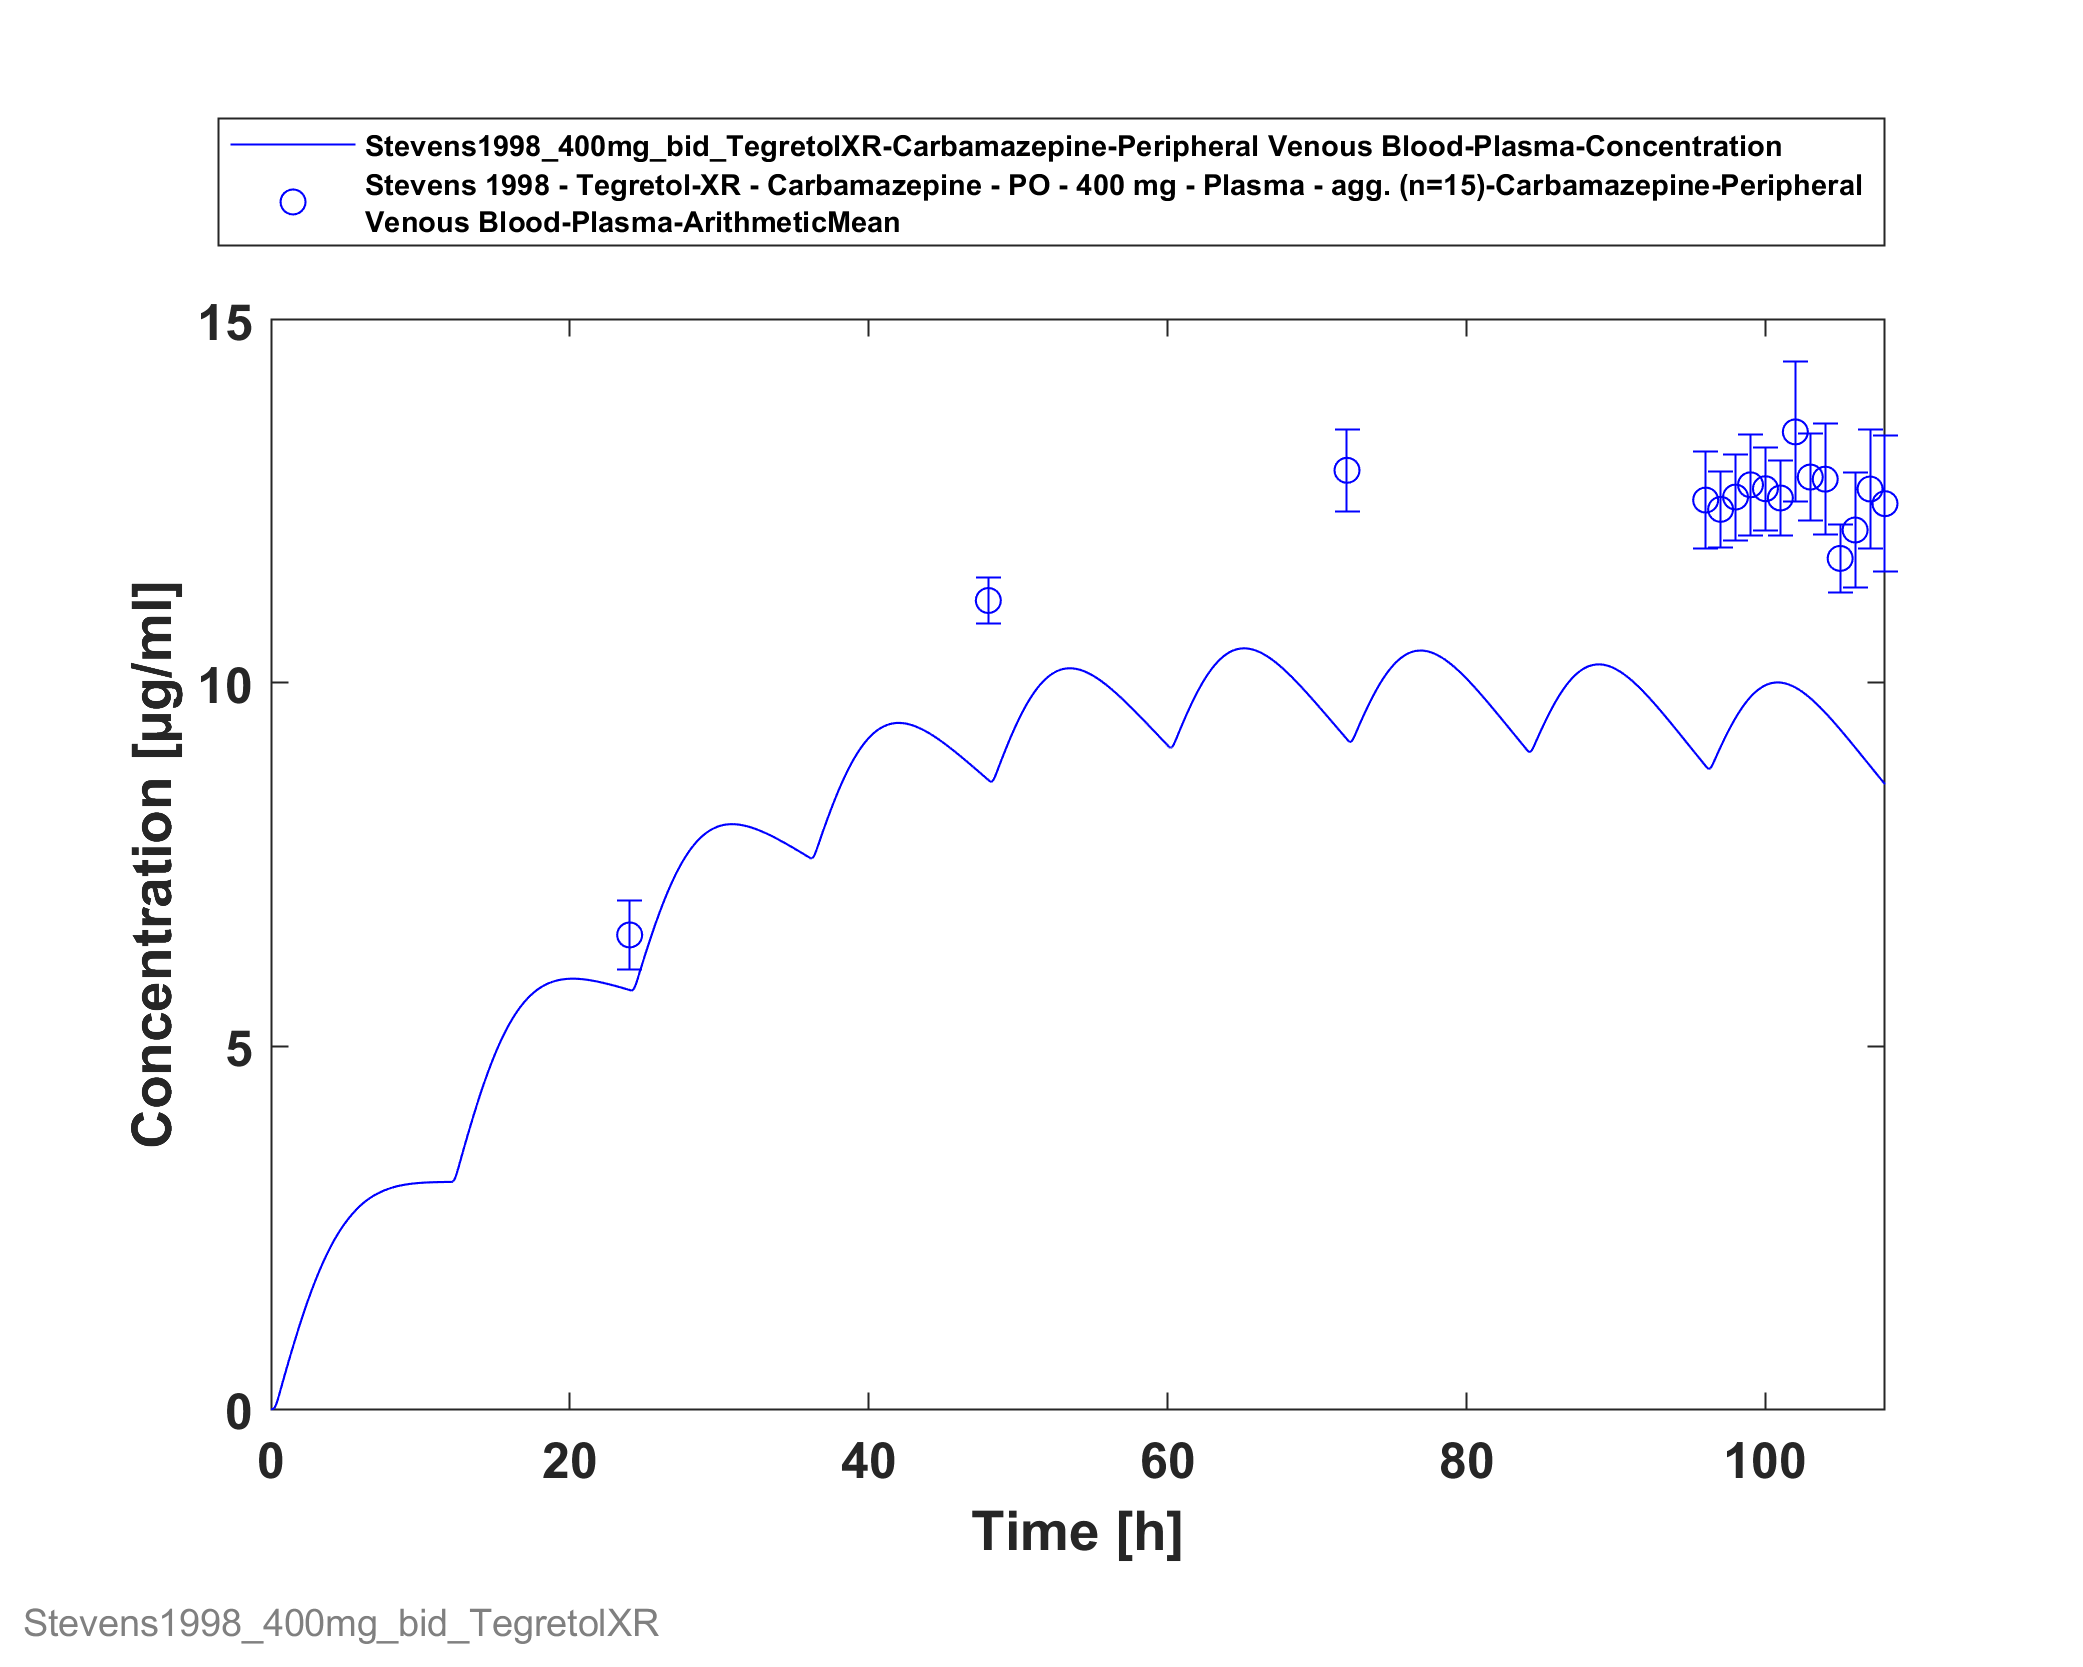 Stevens1998_400mg_bid_TegretolXR-Carbamazepine-Peripheral Venous Blood-Plasma-Concentration
Stevens 1998 - Tegretol-XR - Carbamazepine - PO - 400 mg - Plasma - agg. (n=15)-Carbamazepine-Peripheral
Venous Blood-Plasma-ArithmeticMean
15
10
5
0
Concentration [µg/ml]
0 20 40 60 80 100
Time [h]
Stevens1998_400mg_bid_TegretolXR